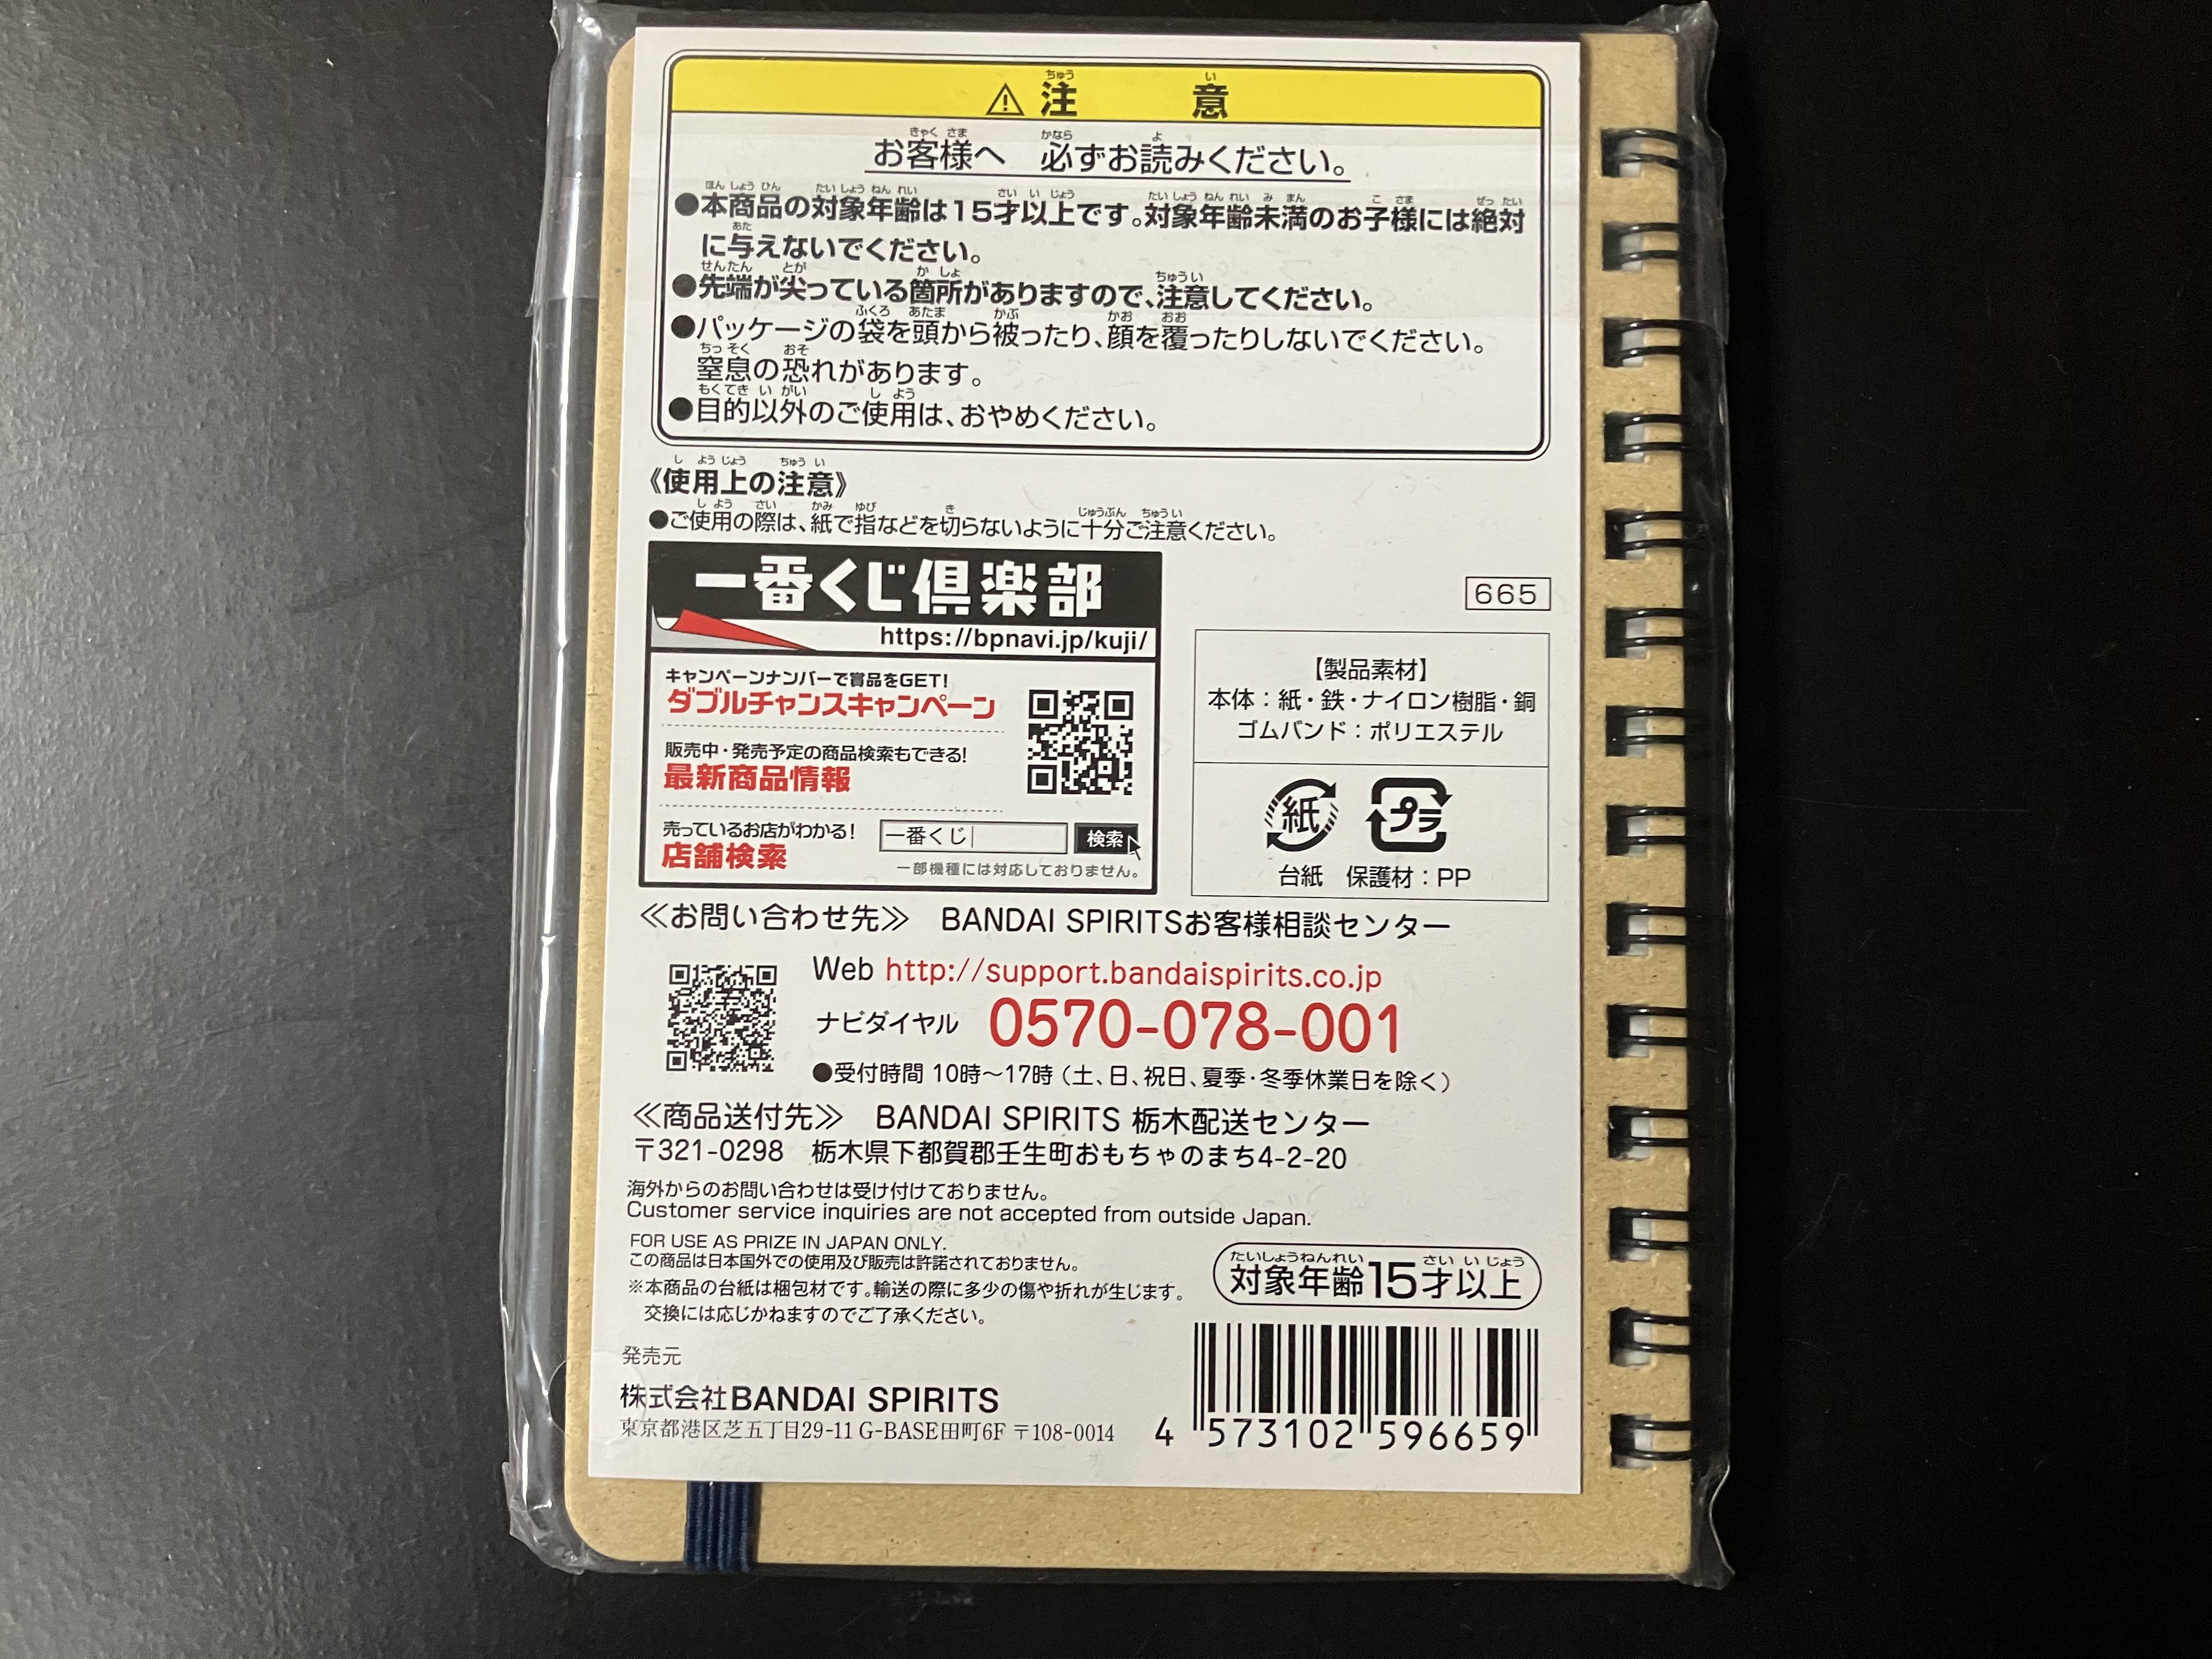 ⚠注意
お客様へ　必ずお読みください。
●本商品の対象年齢は15才以上です。対象年齢未満のお子様には絶対
に与えないでください。
●先端が尖っている箇所がありますので、注意してください。
●パッケージの袋を頭から被ったり、顔を覆ったりしないでください。
窒息の恐れがあります。
●目的以外のご使用は、おやめください。
《使用上の注意》
●ご使用の際は、紙で指などを切らないように十分ご注意ください。
一番くじ倶楽部
https://bpnavi.jp/kuji/
キャンペーンナンバーで賞品をGET!
ダブルチャンスキャンペーン
販売中・発売予定の商品検索もできる!
最新商品情報
売っているお店がわかる!
店舗検索
一番くじ 検索
一部機種には対応しておりません。
665
【製品素材】
本体：紙・鉄・ナイロン樹脂・銅
ゴムバンド：ポリエステル
紙 プラ
台紙　保護材：PP
≪お問い合わせ先≫　BANDAI SPIRITSお客様相談センター
Web http://support.bandaispirits.co.jp
ナビダイヤル 0570-078-001
●受付時間 10時～17時（土、日、祝日、夏季・冬季休業日を除く）
≪商品送付先≫　BANDAI SPIRITS 栃木配送センター
〒321-0298　栃木県下都賀郡壬生町おもちゃのまち4-2-20
海外からのお問い合わせは受け付けておりません。
Customer service inquiries are not accepted from outside Japan.
FOR USE AS PRIZE IN JAPAN ONLY.
この商品は日本国外での使用及び販売は許諾されておりません。
※本商品の台紙は梱包材です。輸送の際に多少の傷や折れが生じます。
交換には応じかねますのでご了承ください。
対象年齢15才以上
発売元
株式会社BANDAI SPIRITS
東京都港区芝五丁目29-11 G-BASE田町6F 〒108-0014
4 573102 596659